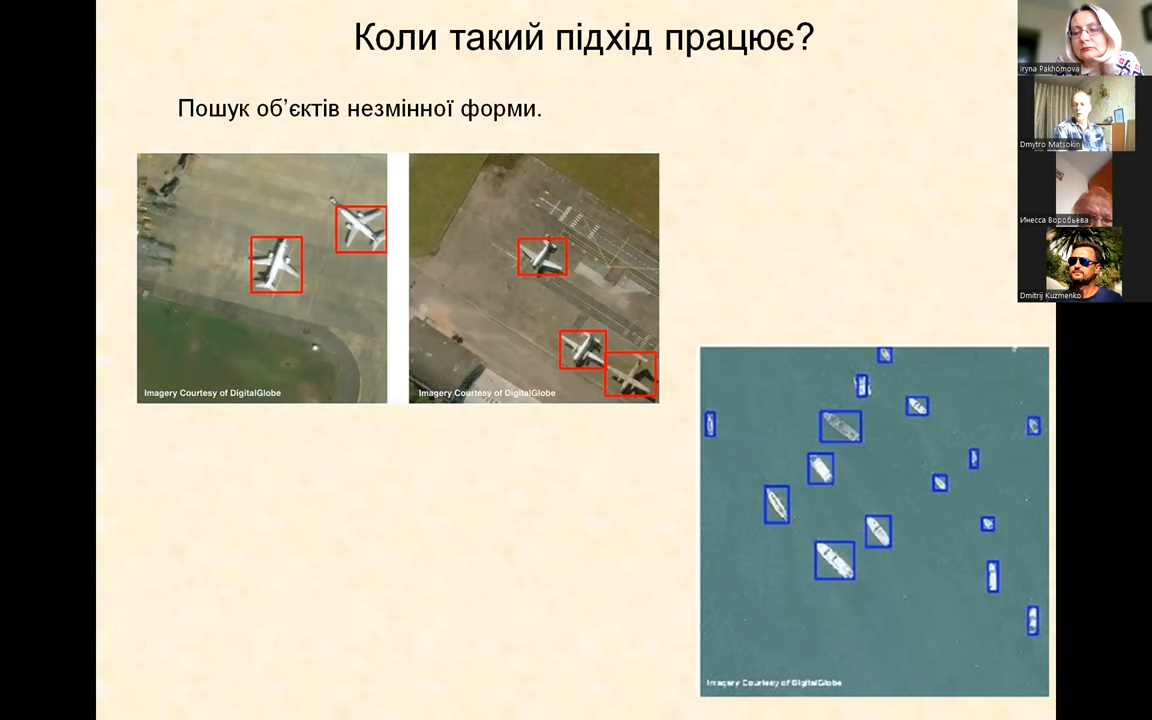 Коли такий підхід працює?
Пошук об’єктів незмінної форми.
Imagery Courtesy of DigitalGlobe
Imagery Courtesy of DigitalGlobe
Imagery Courtesy of DigitalGlobe
Iryna Pakhomova
Dmytro Matsokin
Инесса Воробьева
Dmitrij Kuzmenko